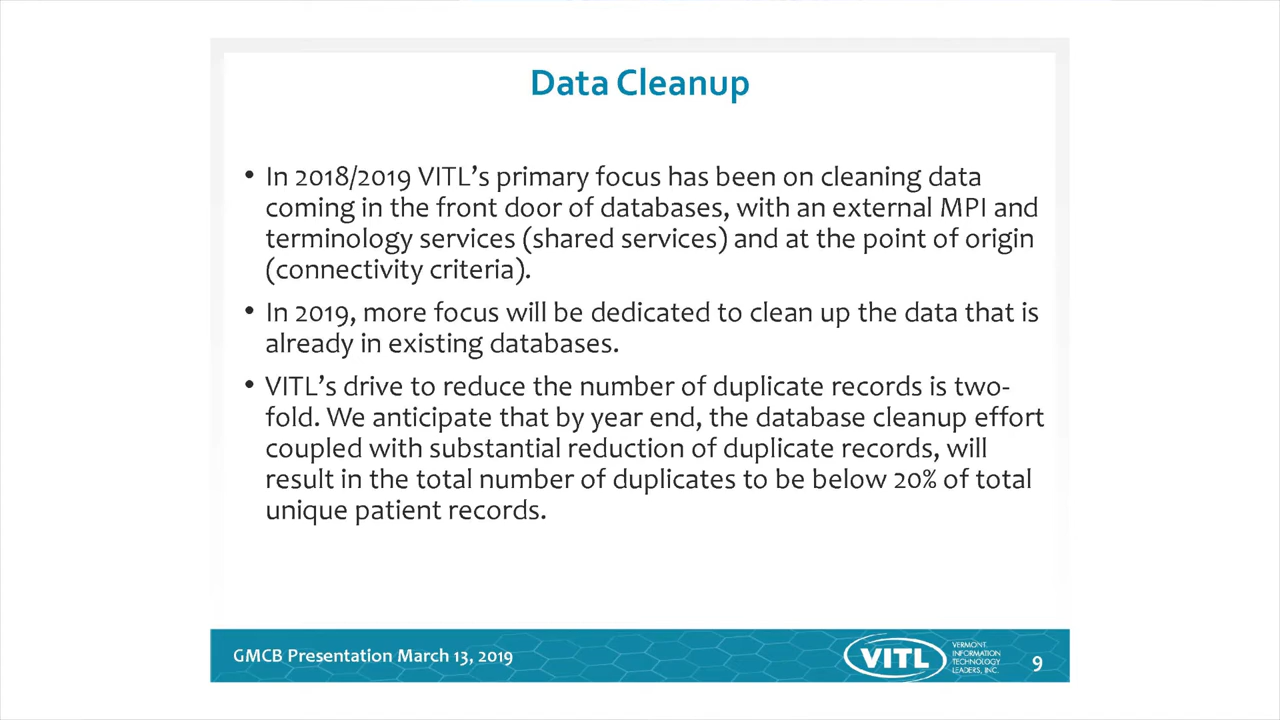 Data Cleanup
• In 2018/2019 VITL’s primary focus has been on cleaning data
coming in the front door of databases, with an external MPI and
terminology services (shared services) and at the point of origin
(connectivity criteria).
• In 2019, more focus will be dedicated to clean up the data that is
already in existing databases.
• VITL’s drive to reduce the number of duplicate records is two-
fold. We anticipate that by year end, the database cleanup effort
coupled with substantial reduction of duplicate records, will
result in the total number of duplicates to be below 20% of total
unique patient records.
GMCB Presentation March 13, 2019
VITL
VERMONT
INFORMATION
TECHNOLOGY
LEADERS, INC.
9